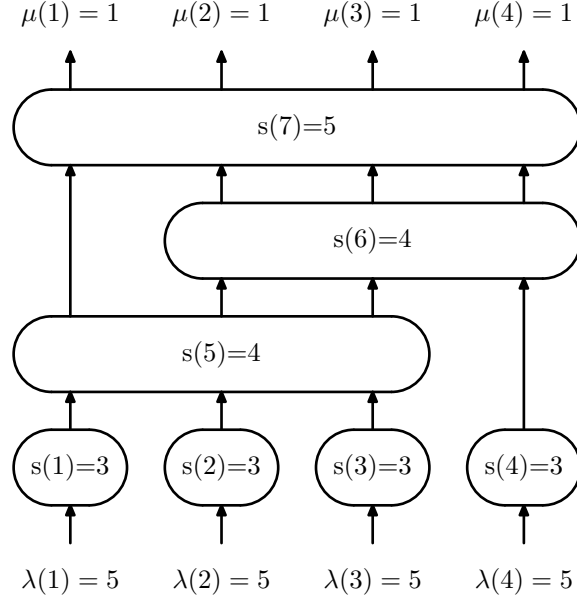 μ(1) = 1 μ(2) = 1 μ(3) = 1 μ(4) = 1
s(7)=5
s(6)=4
s(5)=4
s(1)=3 s(2)=3 s(3)=3 s(4)=3
λ(1) = 5 λ(2) = 5 λ(3) = 5 λ(4) = 5